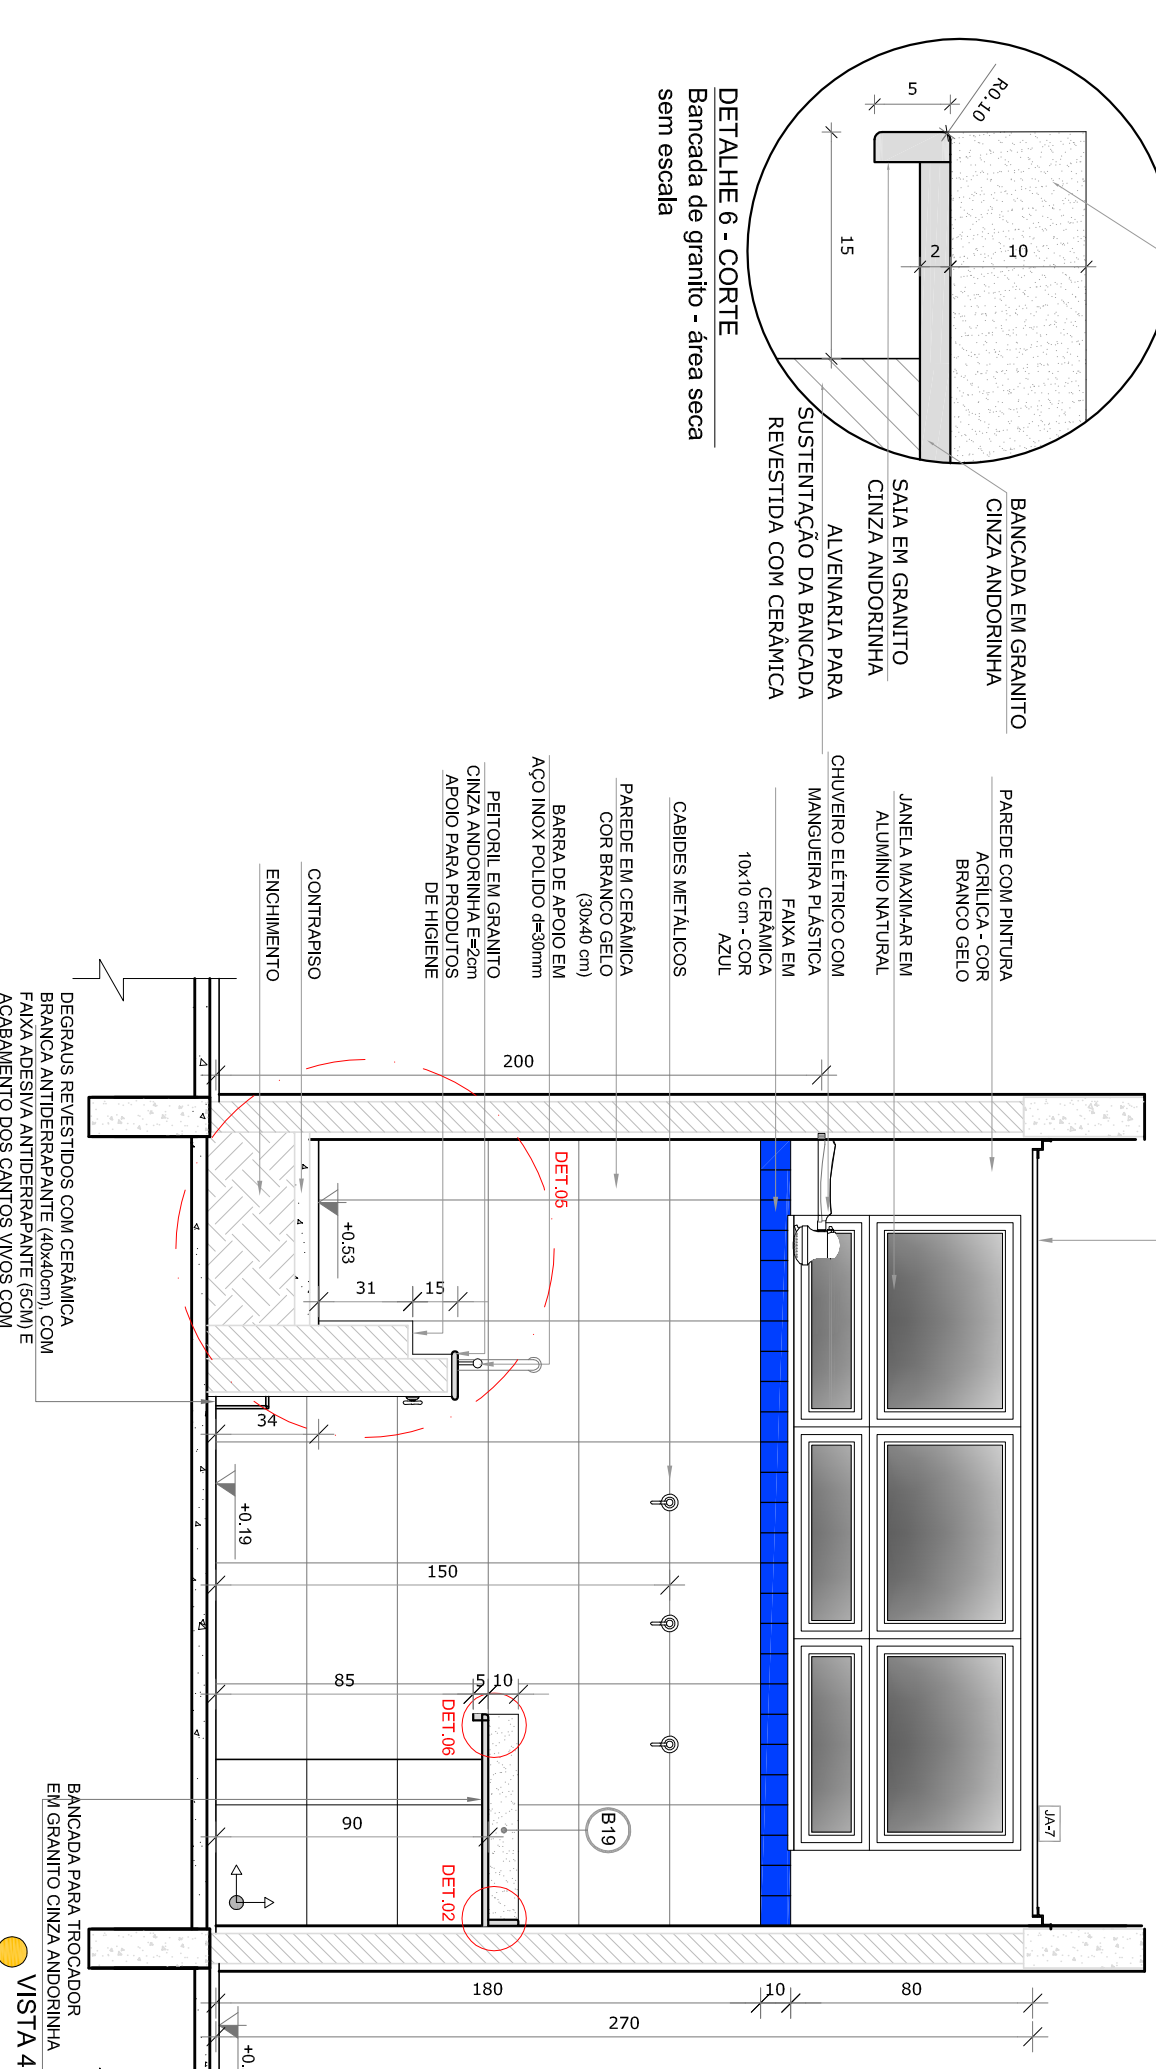 DETALHE 6 - CORTE
Bancada de granito - área seca
sem escala
R0.10
5
15
2
10
BANCADA EM GRANITO
CINZA ANDORINHA
SAIA EM GRANITO
CINZA ANDORINHA
ALVENARIA PARA
SUSTENTAÇÃO DA BANCADA
REVESTIDA COM CERÂMICA
PAREDE COM PINTURA
ACRÍLICA - COR
BRANCO GELO
JANELA MAXIM-AR EM
ALUMÍNIO NATURAL
CHUVEIRO ELÉTRICO COM
MANGUEIRA PLÁSTICA
FAIXA EM
CERÂMICA
10x10 cm - COR
AZUL
CABIDES METÁLICOS
PAREDE EM CERÂMICA
COR BRANCO GELO
(30x40 cm)
BARRA DE APOIO EM
AÇO INOX POLIDO d=30mm
PEITORIL EM GRANITO
CINZA ANDORINHA E=2cm
APOIO PARA PRODUTOS
DE HIGIENE
CONTRAPISO
ENCHIMENTO
DEGRAUS REVESTIDOS COM CERÂMICA
BRANCA ANTIDERRAPANTE (40x40cm), COM
FAIXA ADESIVA ANTIDERRAPANTE (5CM) E
ACABAMENTO DOS CANTOS VIVOS COM
200
DET.05
+0.53
31
15
34
+0.19
150
85
5
10
DET.06
90
B19
DET.02
JA-7
180
10
80
270
+0.
BANCADA PARA TROCADOR
EM GRANITO CINZA ANDORINHA
VISTA 4